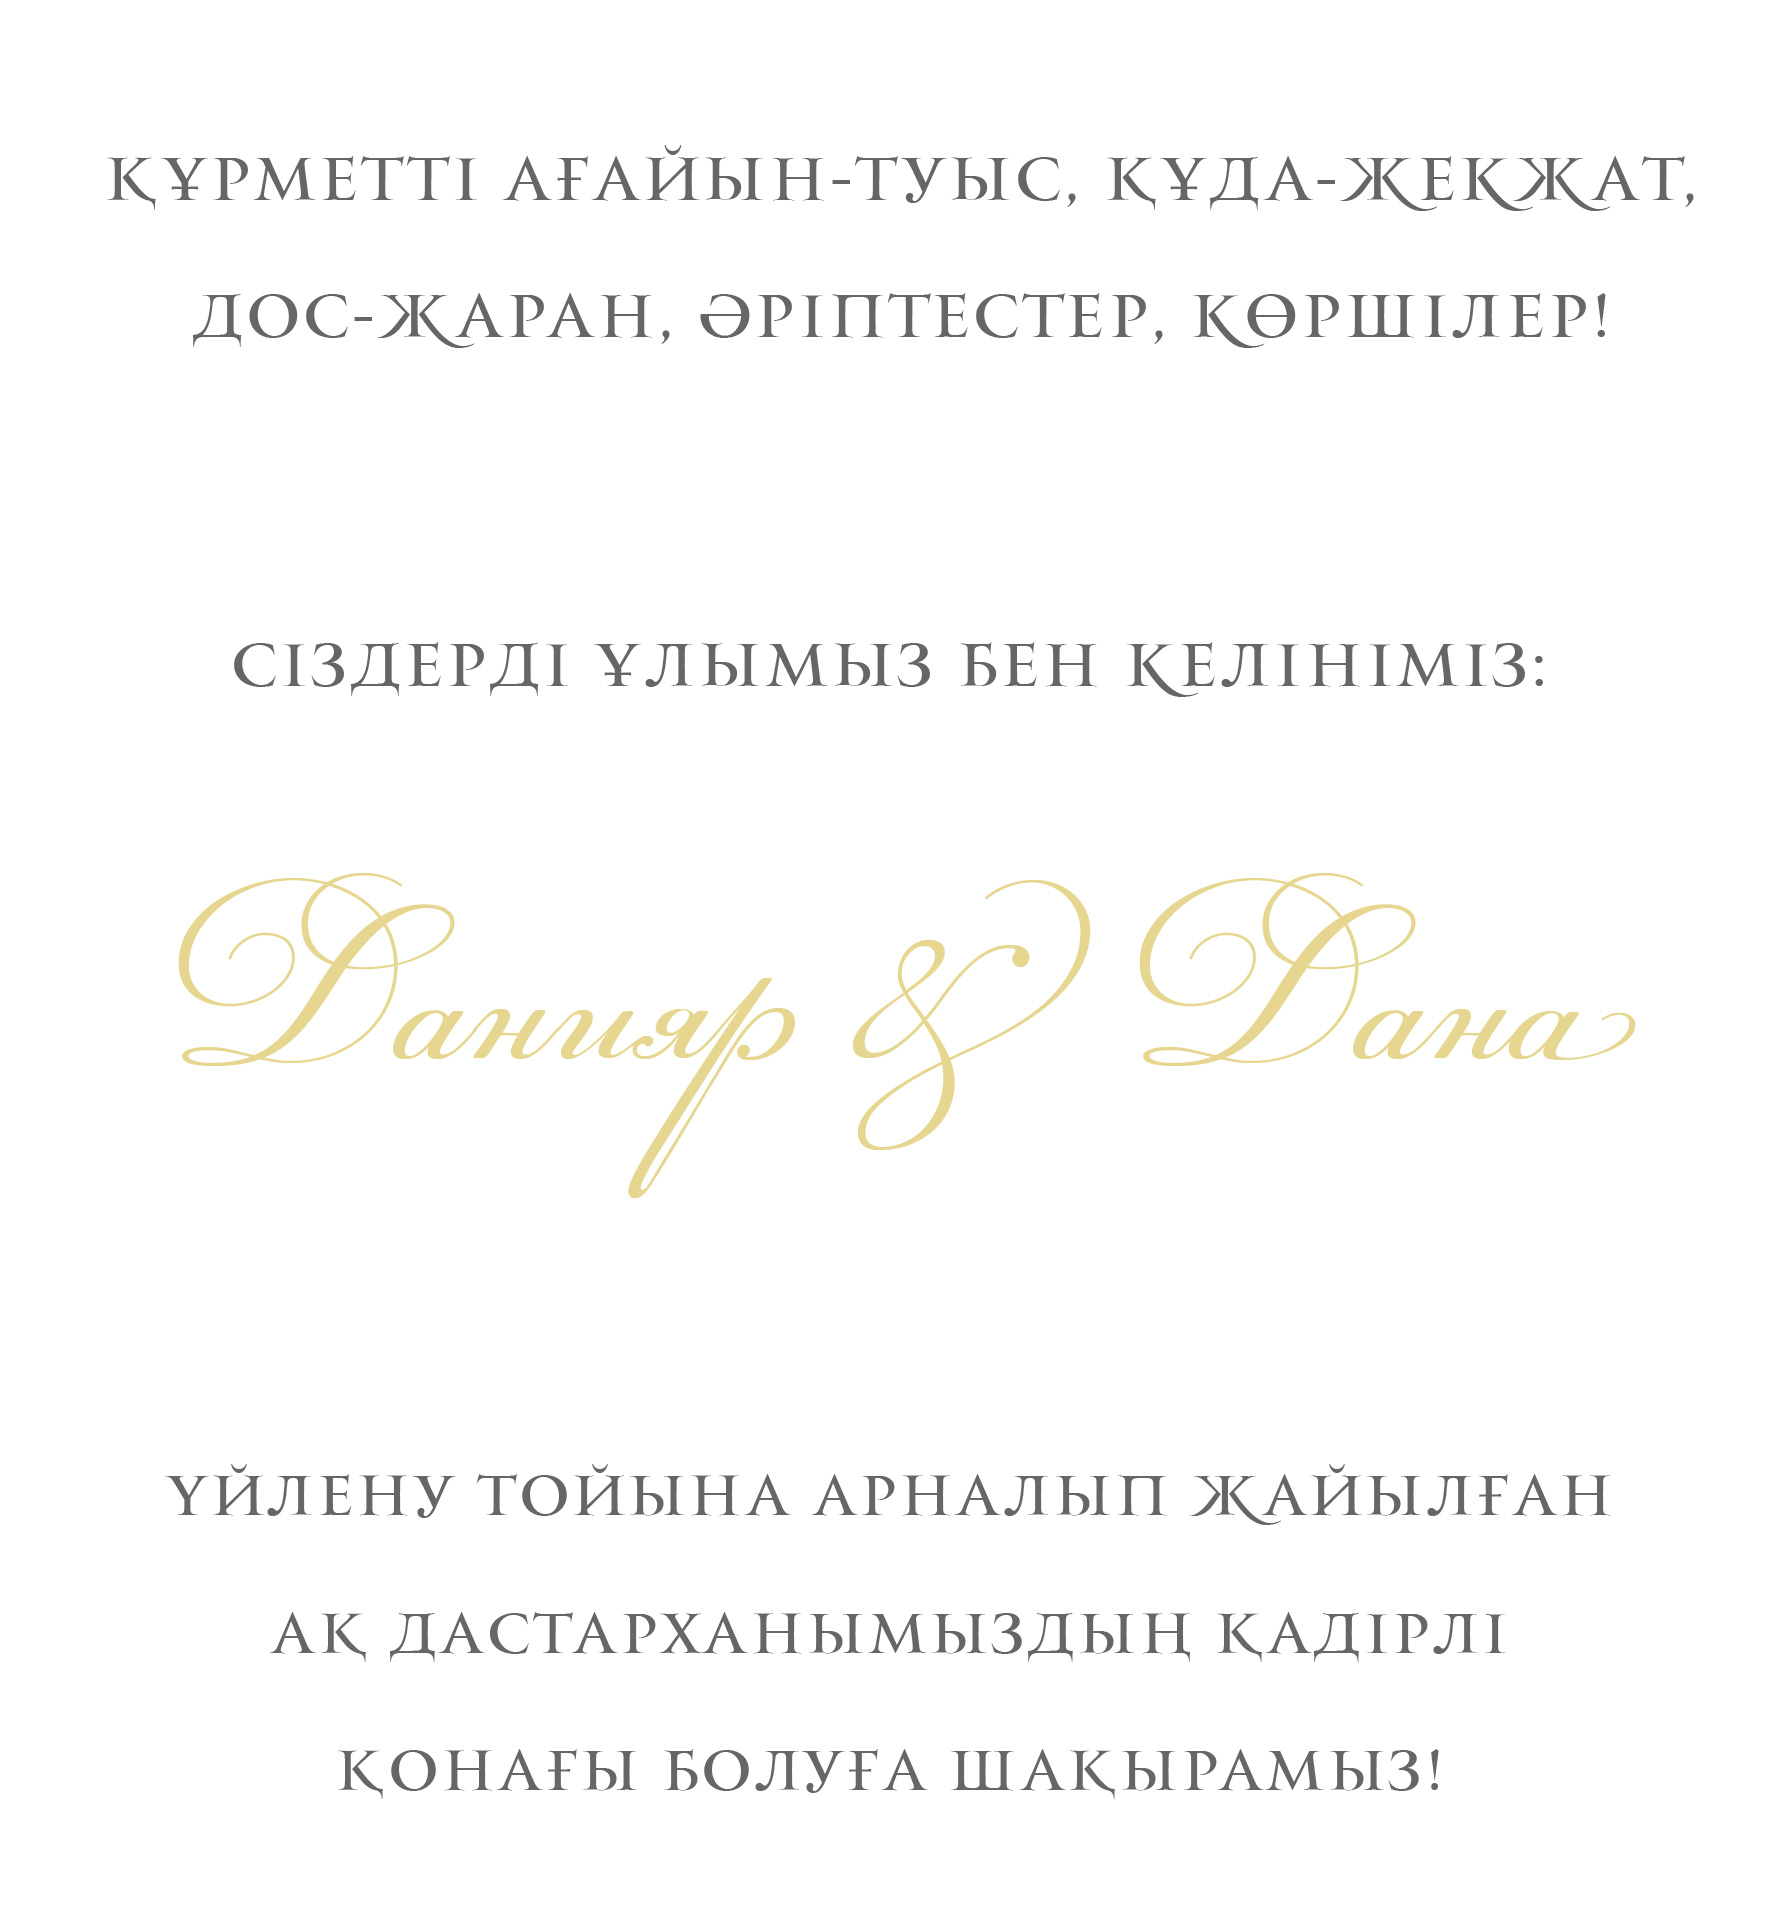 ҚҰРМЕТТІ АҒАЙЫН-ТУЫС, ҚҰДА-ЖЕКЖАТ,
ДОС-ЖАРАН, ӘРІПТЕСТЕР, КӨРШІЛЕР!
СІЗДЕРДІ ҰЛЫМЫЗ БЕН КЕЛІНІМІЗ:
Данияр & Дана
ҮЙЛЕНУ ТОЙЫНА АРНАЛЫП ЖАЙЫЛҒАН
АҚ ДАСТАРХАНЫМЫЗДЫҢ ҚАДІРЛІ
ҚОНАҒЫ БОЛУҒА ШАҚЫРАМЫЗ!